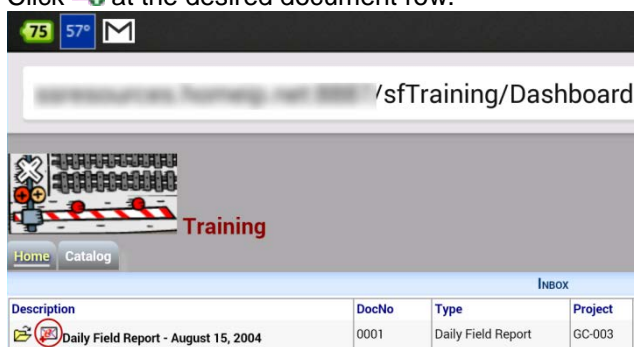 Click at the desired document row.
75 57°
/sfTraining/Dashboard
Training
Home Catalog
INBOX
Description DocNo Type Project
Daily Field Report - August 15, 2004 0001 Daily Field Report GC-003